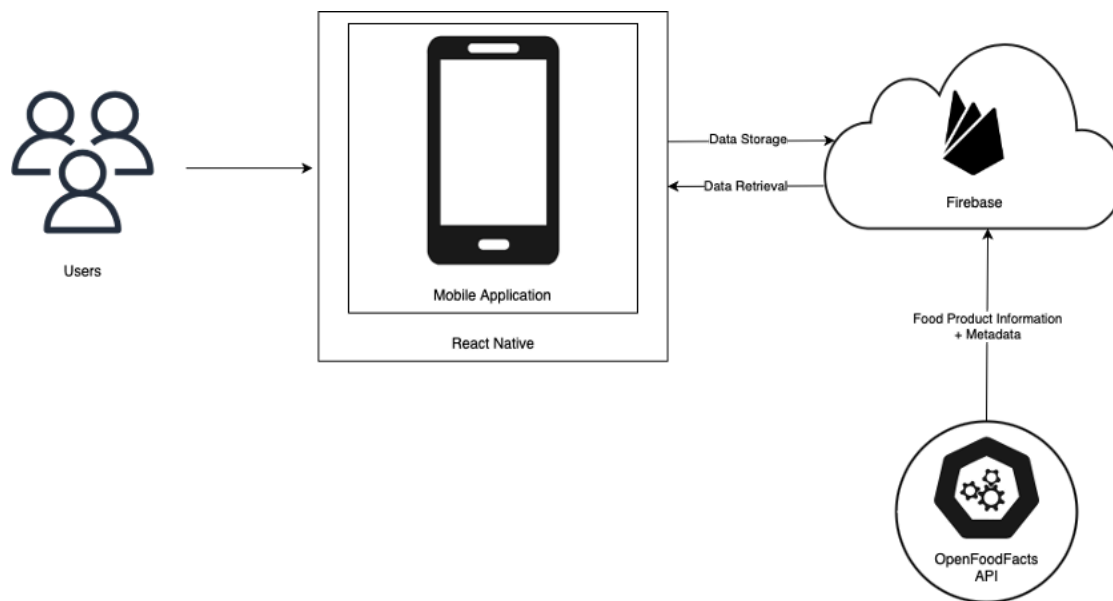 Users
Mobile Application
React Native
Data Storage
Data Retrieval
Firebase
Food Product Information
+ Metadata
OpenFoodFacts
API